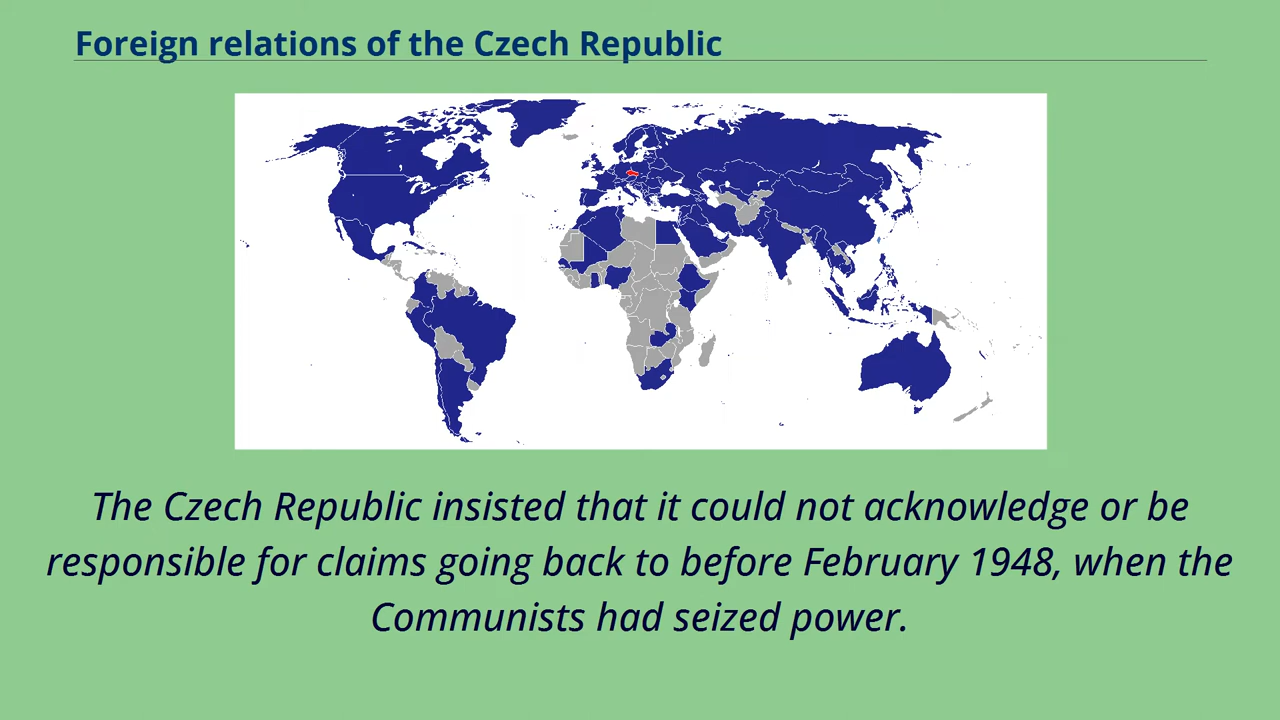 Foreign relations of the Czech Republic
The Czech Republic insisted that it could not acknowledge or be
responsible for claims going back to before February 1948, when the
Communists had seized power.